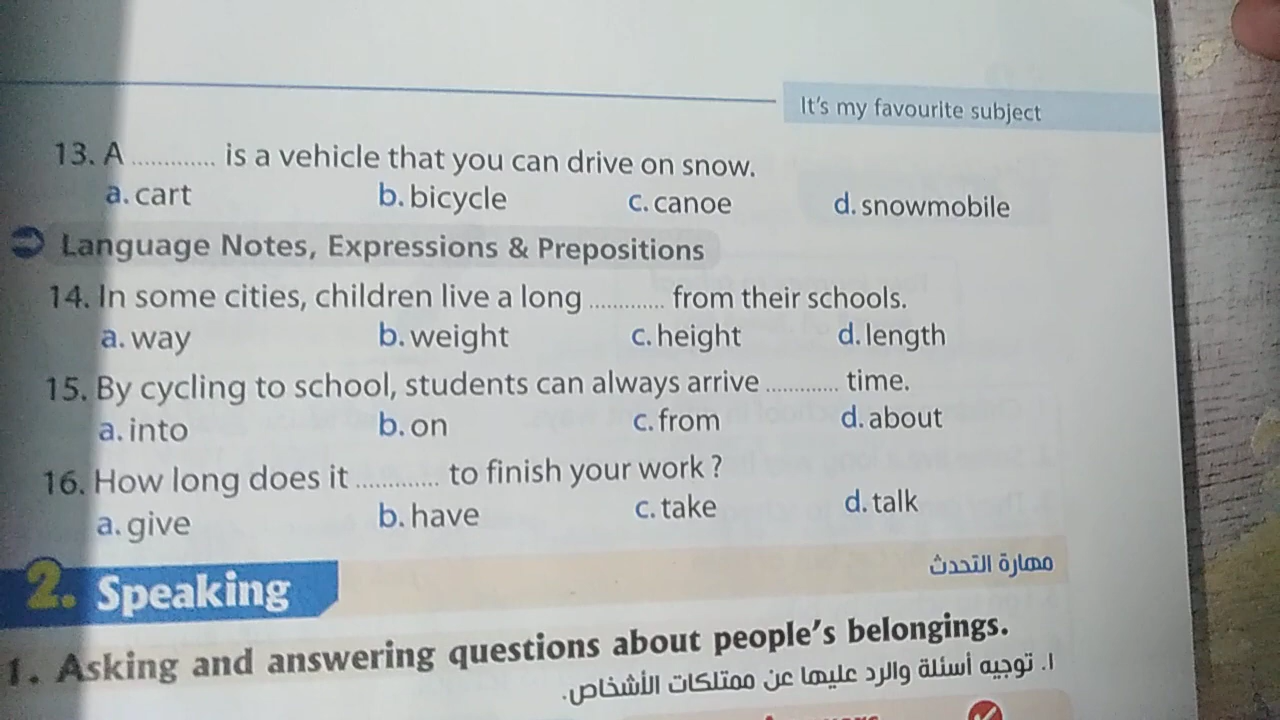 It's my favourite subject
13. A ............. is a vehicle that you can drive on snow.
a. cart b. bicycle c. canoe d. snowmobile
Language Notes, Expressions & Prepositions
14. In some cities, children live a long ............. from their schools.
a. way b. weight c. height d. length
15. By cycling to school, students can always arrive ............. time.
a. into b. on c. from d. about
16. How long does it ............. to finish your work ?
a. give b. have c. take d. talk
2. Speaking مهارة التحدث
1. Asking and answering questions about people's belongings.
١. توجيه أسئلة والرد عليها عن ممتلكات الأشخاص.